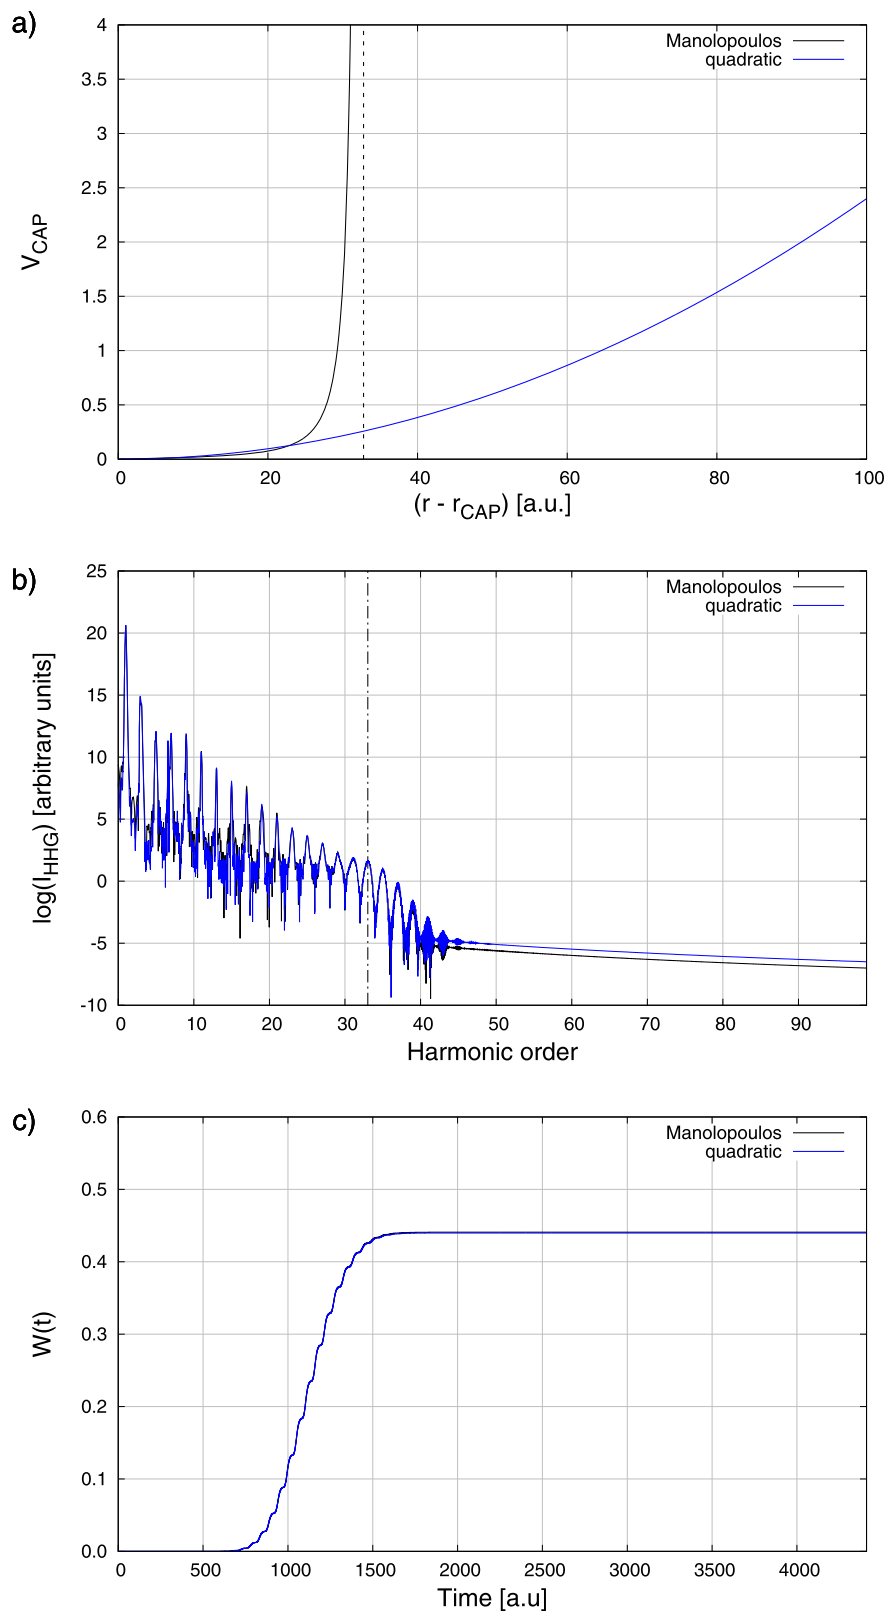 a)
4
3.5
3
2.5
2
1.5
1
0.5
0
V_CAP
Manolopoulos
quadratic
0 20 40 60 80 100
(r - r_CAP) [a.u.]
b)
25
20
15
10
5
0
-5
-10
log(I_HHG) [arbitrary units]
Manolopoulos
quadratic
0 10 20 30 40 50 60 70 80 90
Harmonic order
c)
0.6
0.5
0.4
0.3
0.2
0.1
0.0
W(t)
Manolopoulos
quadratic
0 500 1000 1500 2000 2500 3000 3500 4000
Time [a.u]